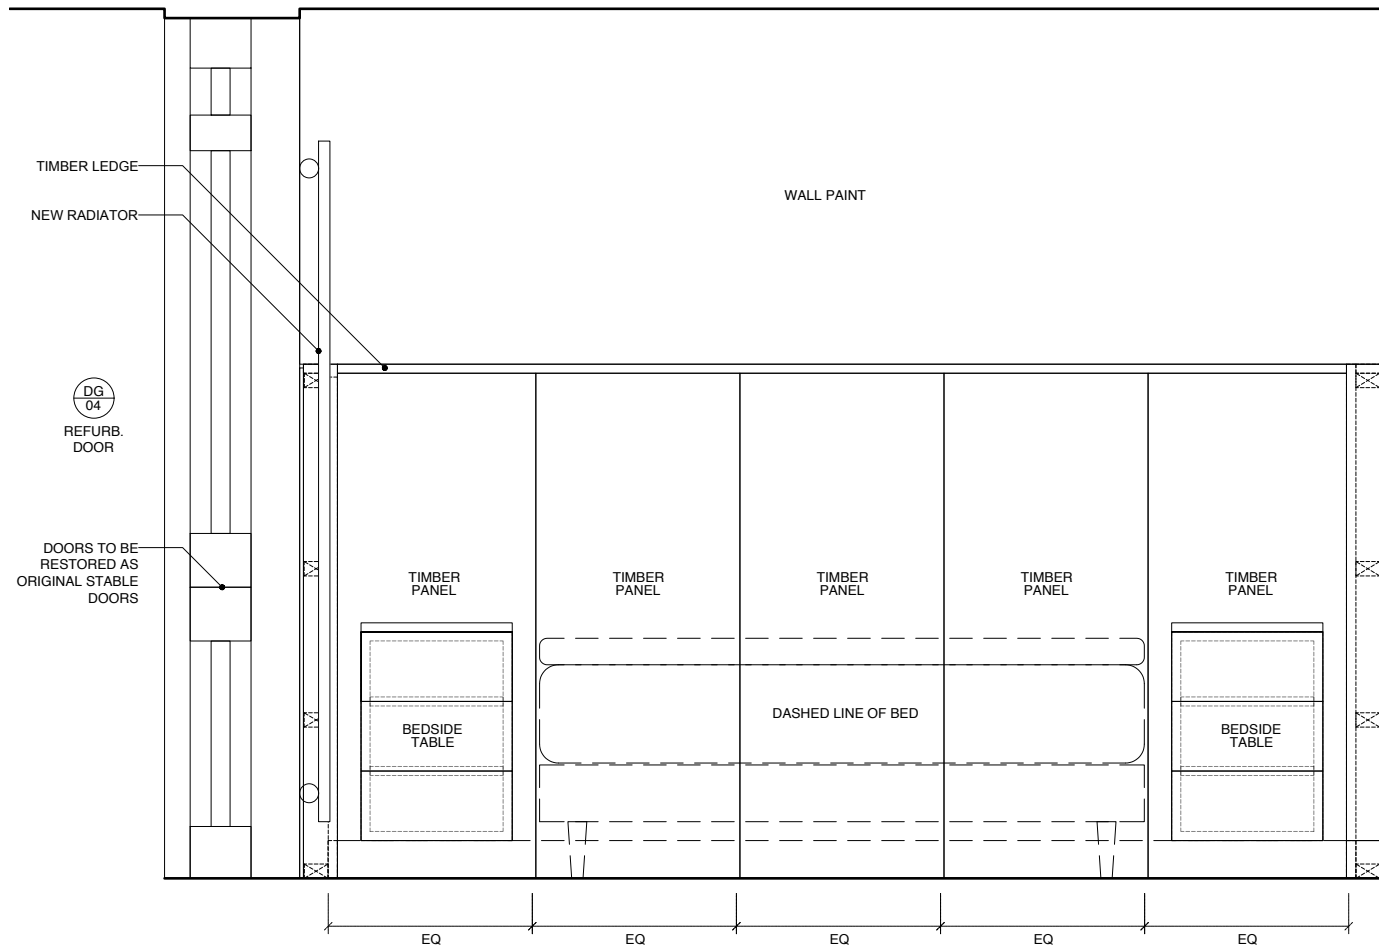 TIMBER LEDGE
WALL PAINT
NEW RADIATOR
DG
04
REFURB.
DOOR
DOORS TO BE
RESTORED AS
ORIGINAL STABLE
DOORS
TIMBER
PANEL
TIMBER
PANEL
TIMBER
PANEL
TIMBER
PANEL
TIMBER
PANEL
BEDSIDE
TABLE
DASHED LINE OF BED
BEDSIDE
TABLE
EQ
EQ
EQ
EQ
EQ